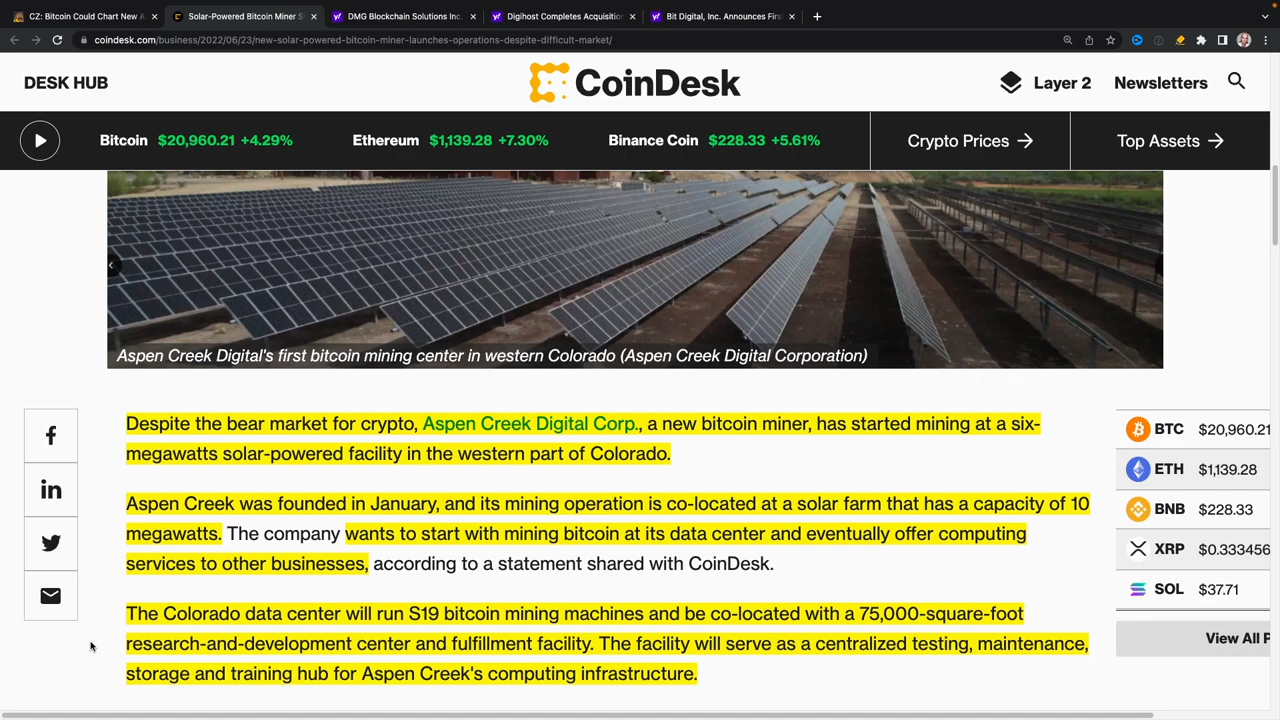 CZ: Bitcoin Could Chart New A
Solar-Powered Bitcoin Miner S
DMG Blockchain Solutions Inc.
Digihost Completes Acquisition
Bit Digital, Inc. Announces Firs
coindesk.com/business/2022/06/23/new-solar-powered-bitcoin-miner-launches-operations-despite-difficult-market/
DESK HUB
CoinDesk
Layer 2
Newsletters
Bitcoin $20,960.21 +4.29%
Ethereum $1,139.28 +7.30%
Binance Coin $228.33 +5.61%
Crypto Prices →
Top Assets →
Aspen Creek Digital's first bitcoin mining center in western Colorado (Aspen Creek Digital Corporation)
Despite the bear market for crypto, Aspen Creek Digital Corp., a new bitcoin miner, has started mining at a six-
megawatts solar-powered facility in the western part of Colorado.
Aspen Creek was founded in January, and its mining operation is co-located at a solar farm that has a capacity of 10
megawatts. The company wants to start with mining bitcoin at its data center and eventually offer computing
services to other businesses, according to a statement shared with CoinDesk.
The Colorado data center will run S19 bitcoin mining machines and be co-located with a 75,000-square-foot
research-and-development center and fulfillment facility. The facility will serve as a centralized testing, maintenance,
storage and training hub for Aspen Creek's computing infrastructure.
BTC $20,960.21
ETH $1,139.28
BNB $228.33
XRP $0.333456
SOL $37.71
View All P